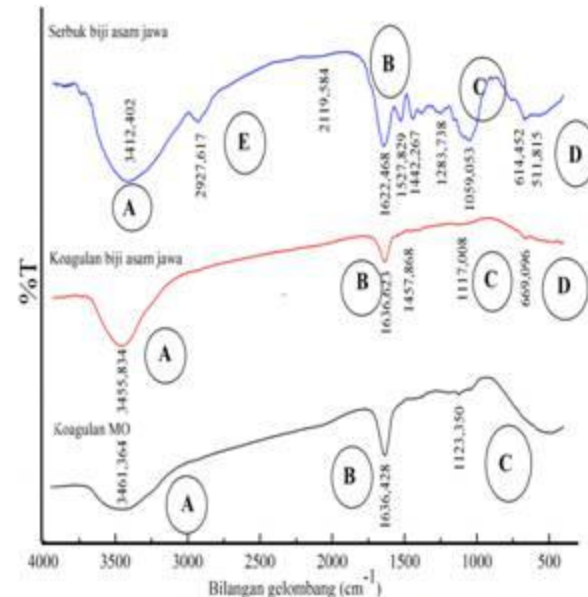 Serbuk biji asam jawa
B
C
3412,402
2927,617
E
2119,584
1622,468
1527,829
1442,267
1283,738
1059,053
614,452
511,815
D
A
%T
Koagulan biji asam jawa
3455,834
A
B
1636,623
1457,868
1117,008
C
669,096
D
Koagulan MO
3461,364
A
B
1636,428
1123,350
C
4000 3500 3000 2500 2000 1500 1000 500
Bilangan gelombang (cm⁻¹)